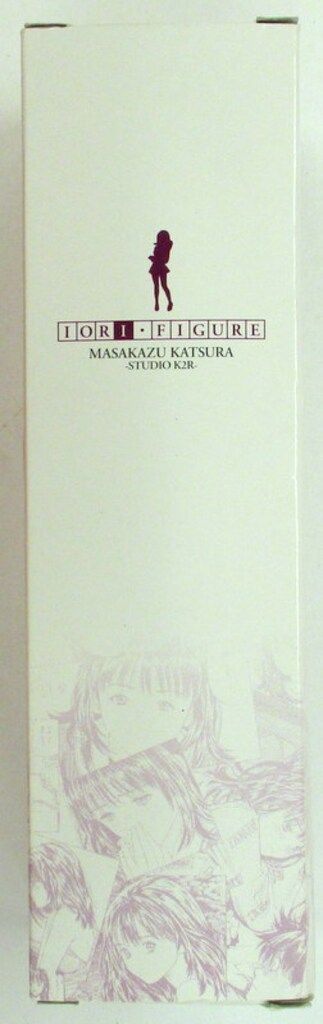 IORI・FIGURE
MASAKAZU KATSURA
-STUDIO K2R-